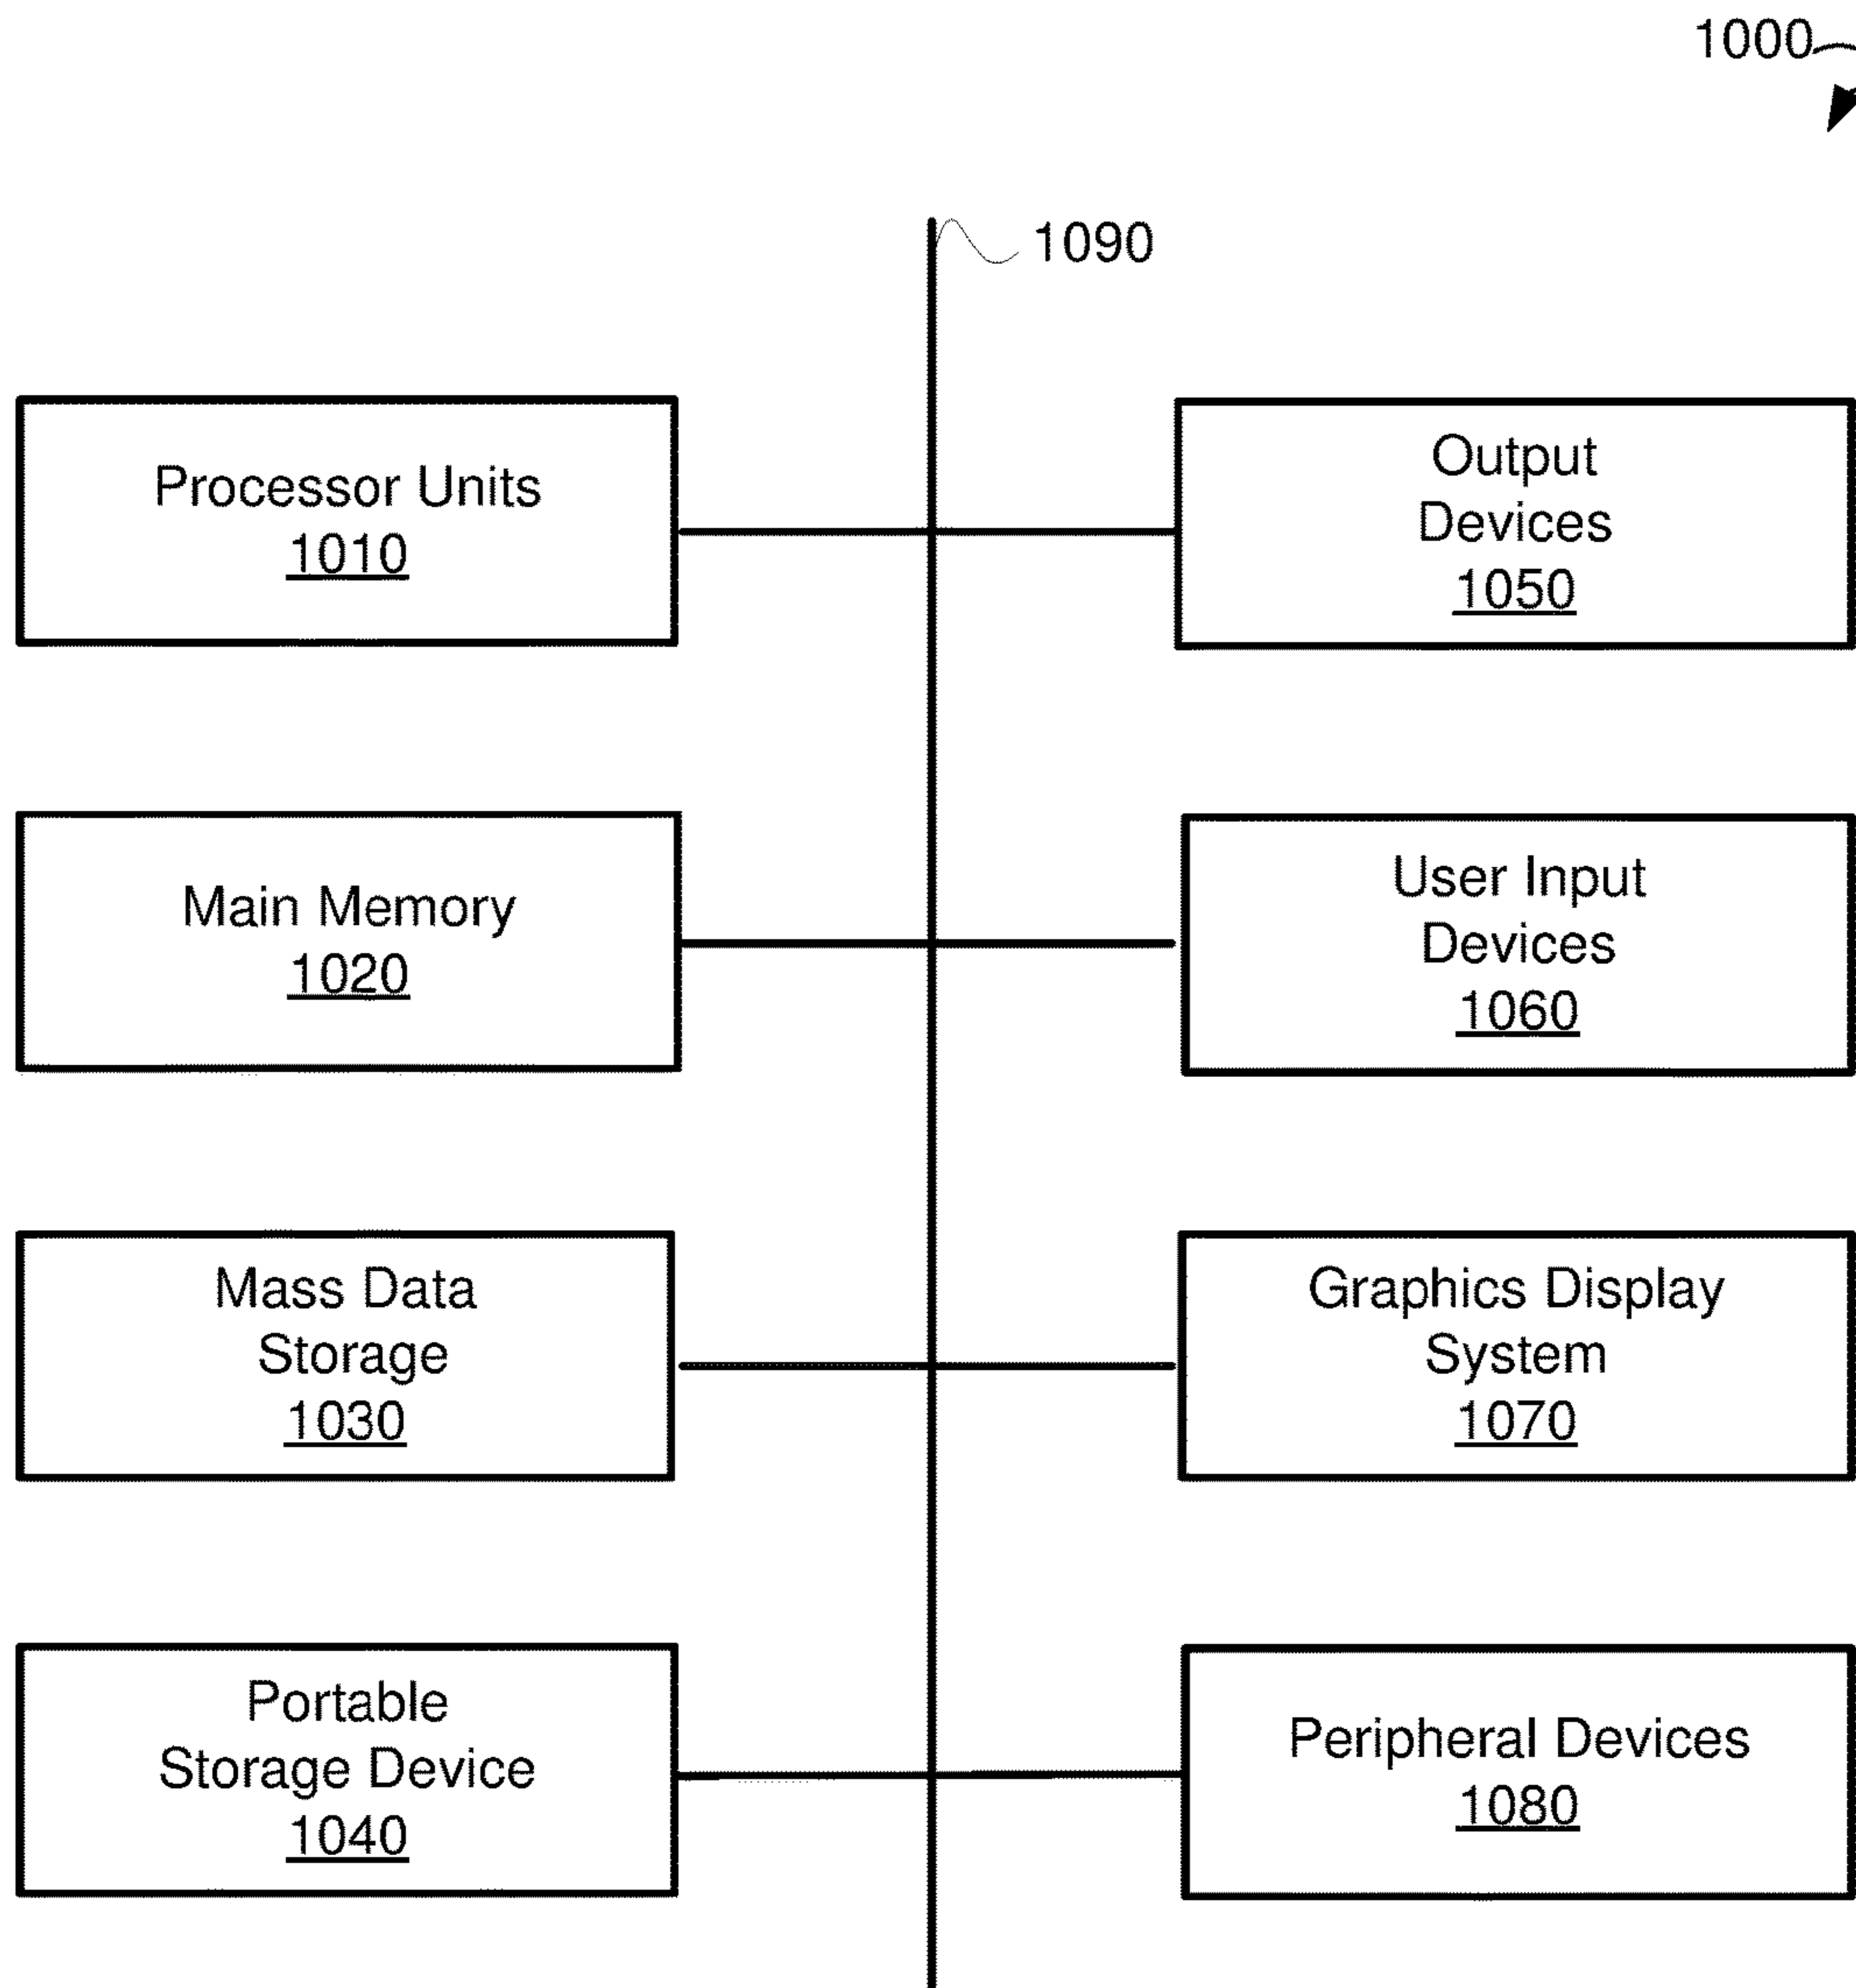 1000
1090
Processor Units
1010
Output
Devices
1050
Main Memory
1020
User Input
Devices
1060
Mass Data
Storage
1030
Graphics Display
System
1070
Portable
Storage Device
1040
Peripheral Devices
1080